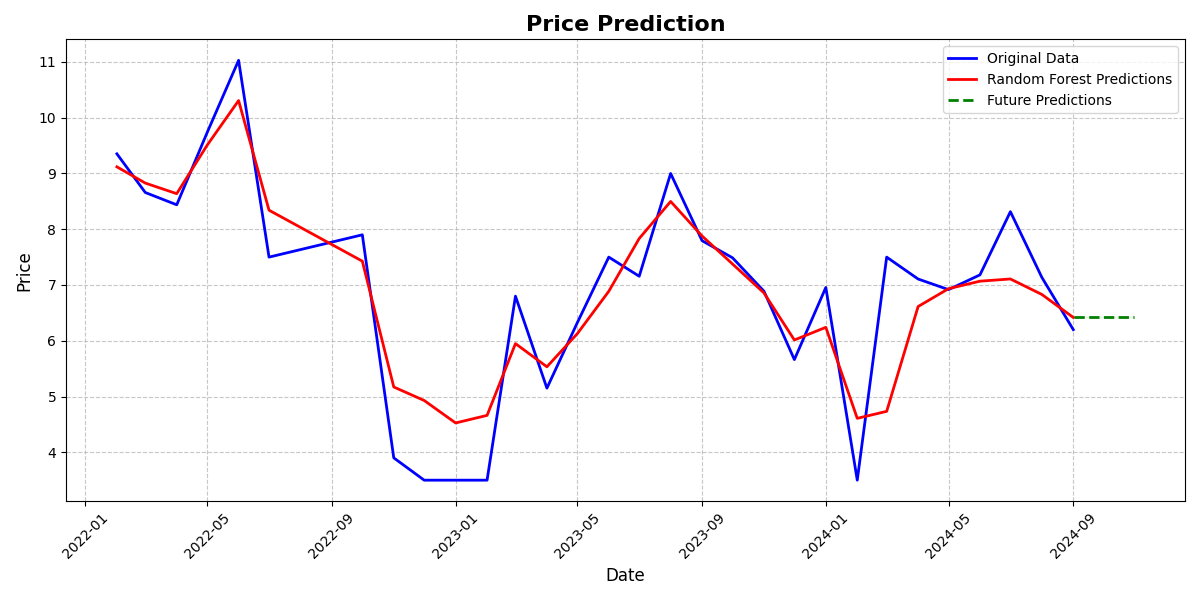 Price Prediction
Original Data
Random Forest Predictions
Future Predictions
Price
11
10
9
8
7
6
5
4
2022-01
2022-05
2022-09
2023-01
2023-05
2023-09
2024-01
2024-05
2024-09
Date